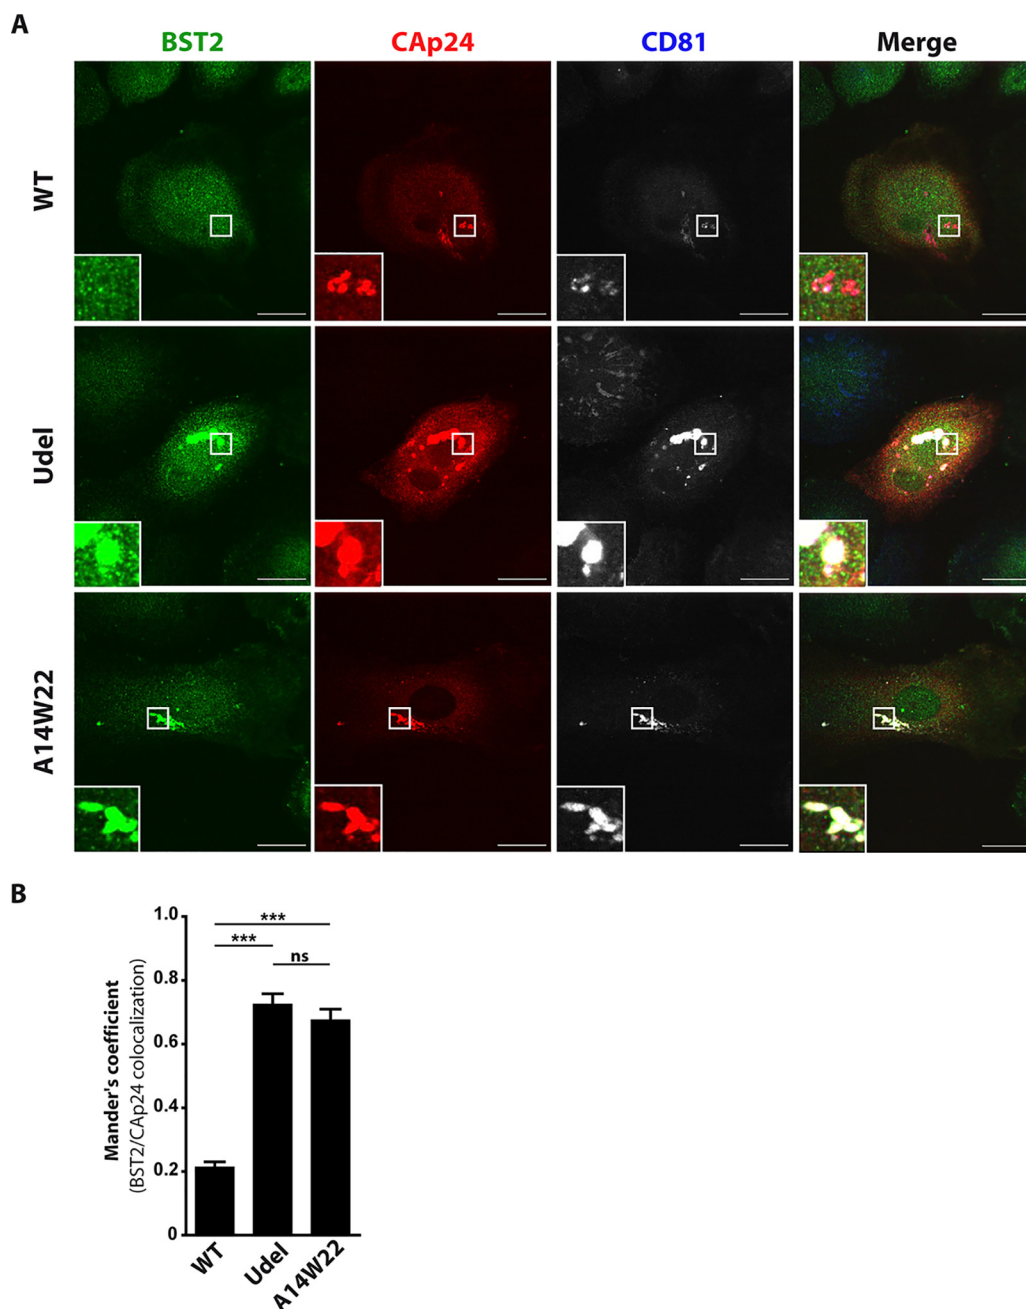 A
BST2 CAp24 CD81 Merge
WT
Udel
A14W22
B
Mander's coefficient
(BST2/CAp24 colocalization)
1.0
0.8
0.6
0.4
0.2
0
***
***
ns
WT Udel A14W22